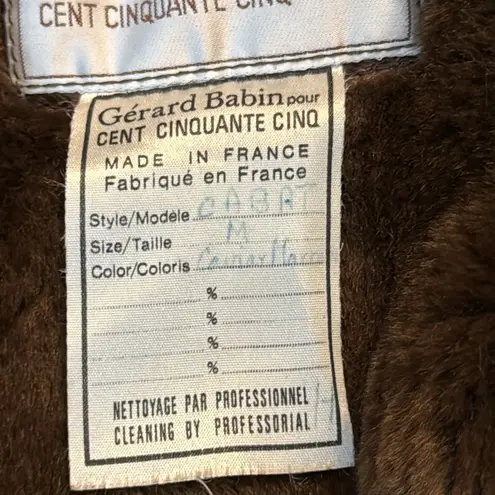 CENT CINQUANTE CINQ
Gérard Babin pour
CENT CINQUANTE CINQ
MADE IN FRANCE
Fabriqué en France
Style/Modèle CABAT
Size/Taille M
Color/Coloris
%
%
%
%
NETTOYAGE PAR PROFESSIONNEL
CLEANING BY PROFESSORIAL